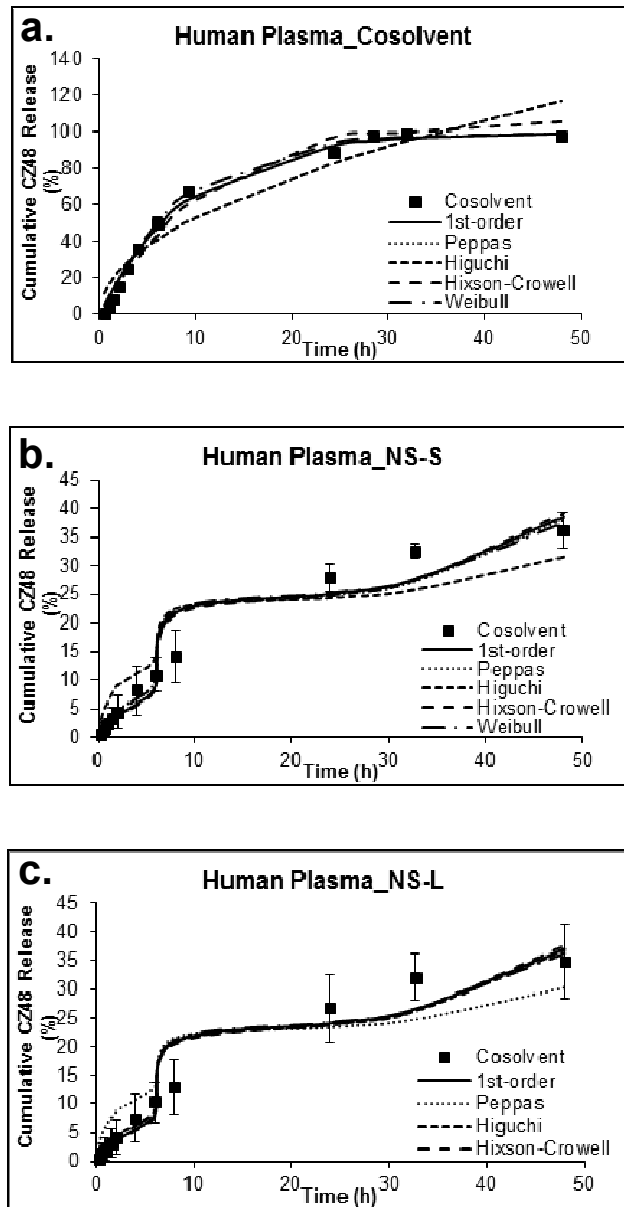 a.
Human Plasma_Cosolvent
Cumulative CZ48 Release
(%)
140
120
100
80
60
40
20
0
0
10
20
30
40
50
Time (h)
Cosolvent
1st-order
Peppas
Higuchi
Hixson-Crowell
Weibull
b.
Human Plasma_NS-S
Cumulative CZ48 Release
(%)
45
40
35
30
25
20
15
10
5
0
0
10
20
30
40
50
Time (h)
Cosolvent
1st-order
Peppas
Higuchi
Hixson-Crowell
Weibull
c.
Human Plasma_NS-L
Cumulative CZ48 Release
(%)
45
40
35
30
25
20
15
10
5
0
0
10
20
30
40
50
Time (h)
Cosolvent
1st-order
Peppas
Higuchi
Hixson-Crowell